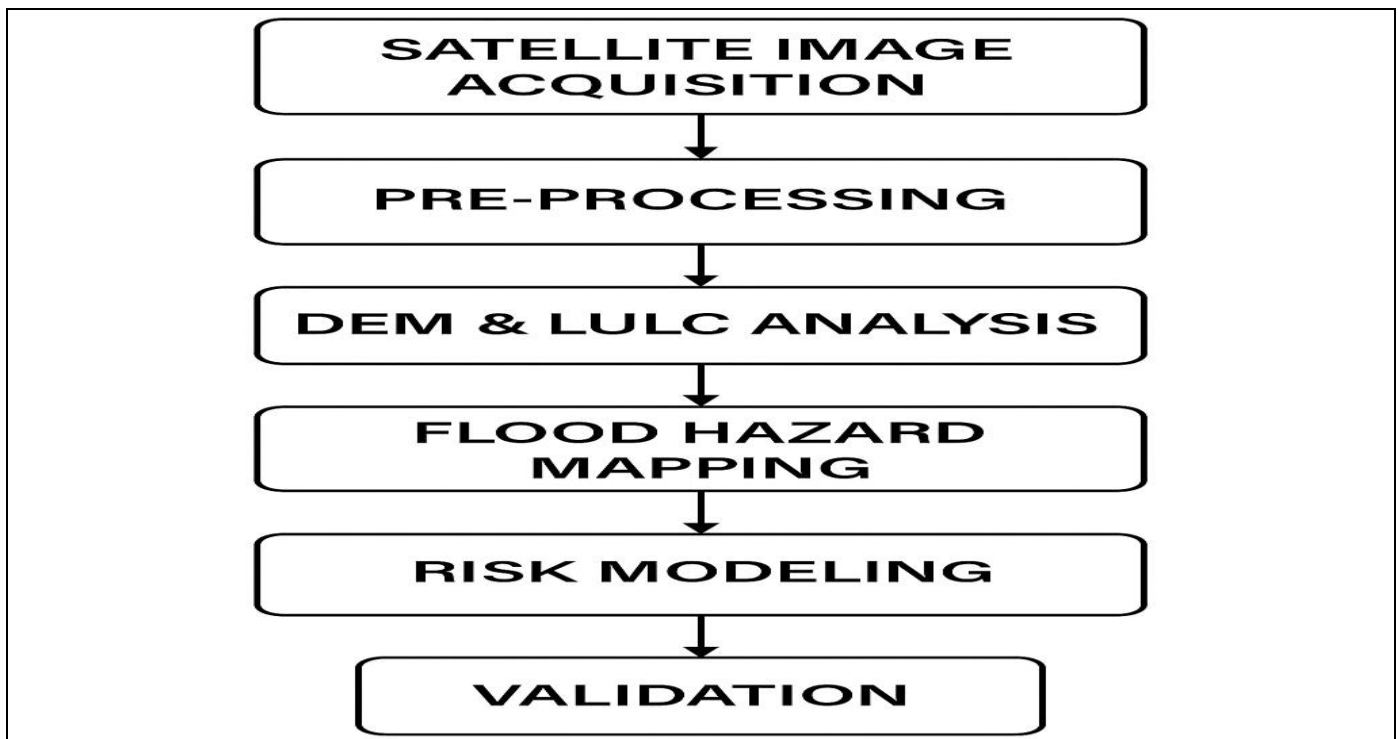 SATELLITE IMAGE
ACQUISITION
PRE-PROCESSING
DEM & LULC ANALYSIS
FLOOD HAZARD
MAPPING
RISK MODELING
VALIDATION